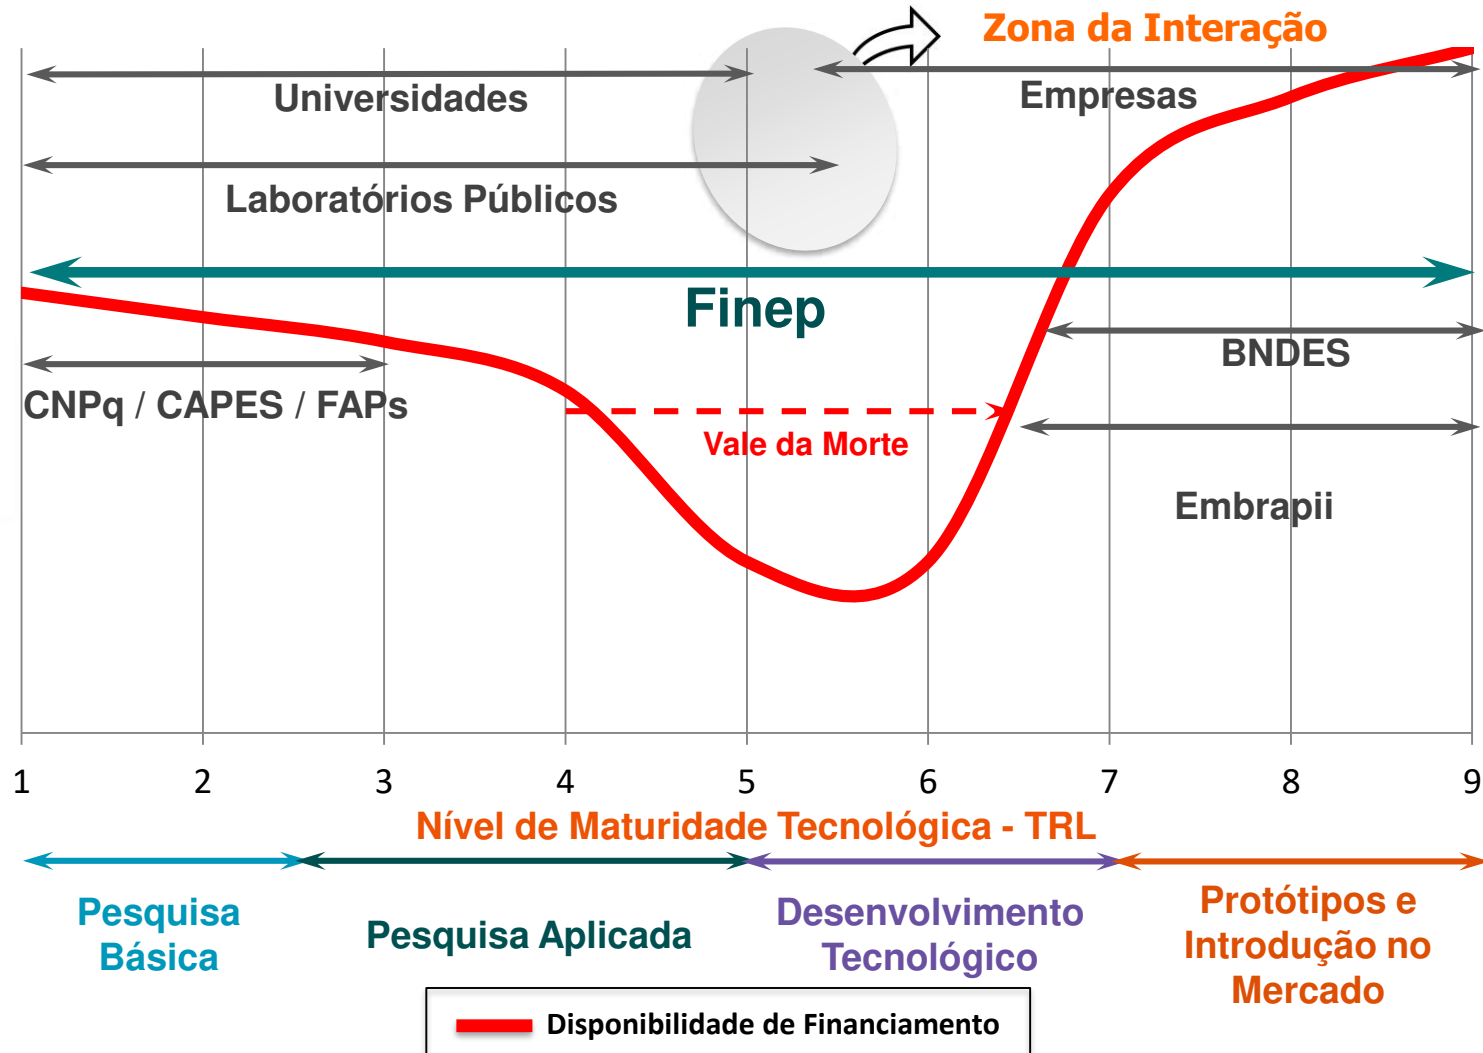 Zona da Interação
Universidades
Empresas
Laboratórios Públicos
Finep
BNDES
CNPq / CAPES / FAPs
Vale da Morte
Embrapii
1 2 3 4 5 6 7 8 9
Nível de Maturidade Tecnológica - TRL
Pesquisa
Básica
Pesquisa Aplicada
Desenvolvimento
Tecnológico
Protótipos e
Introdução no
Mercado
Disponibilidade de Financiamento